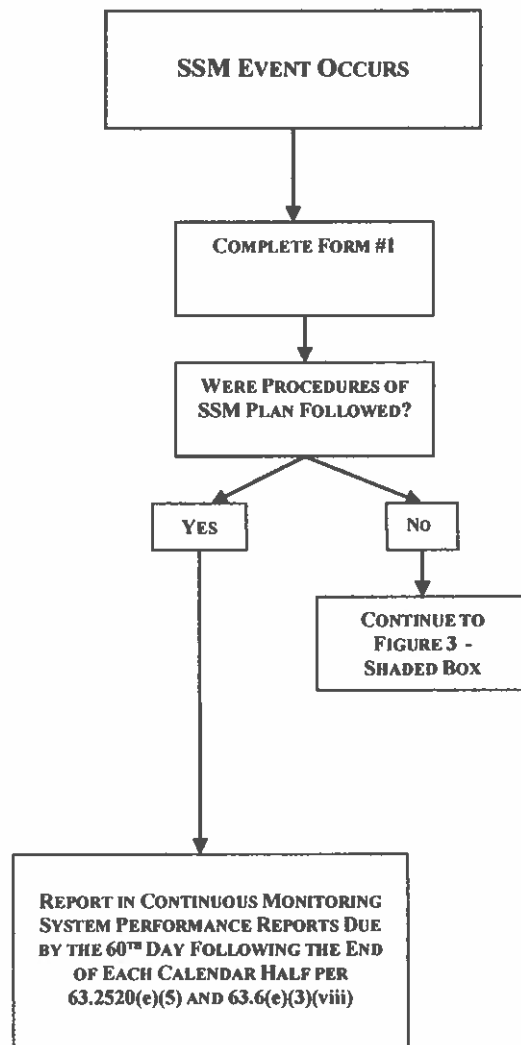 SSM EVENT OCCURS
COMPLETE FORM #1
WERE PROCEDURES OF
SSM PLAN FOLLOWED?
YES
NO
CONTINUE TO
FIGURE 3 -
SHADED BOX
REPORT IN CONTINUOUS MONITORING
SYSTEM PERFORMANCE REPORTS DUE
BY THE 60TH DAY FOLLOWING THE END
OF EACH CALENDAR HALF PER
63.2520(e)(5) AND 63.6(e)(3)(viii)